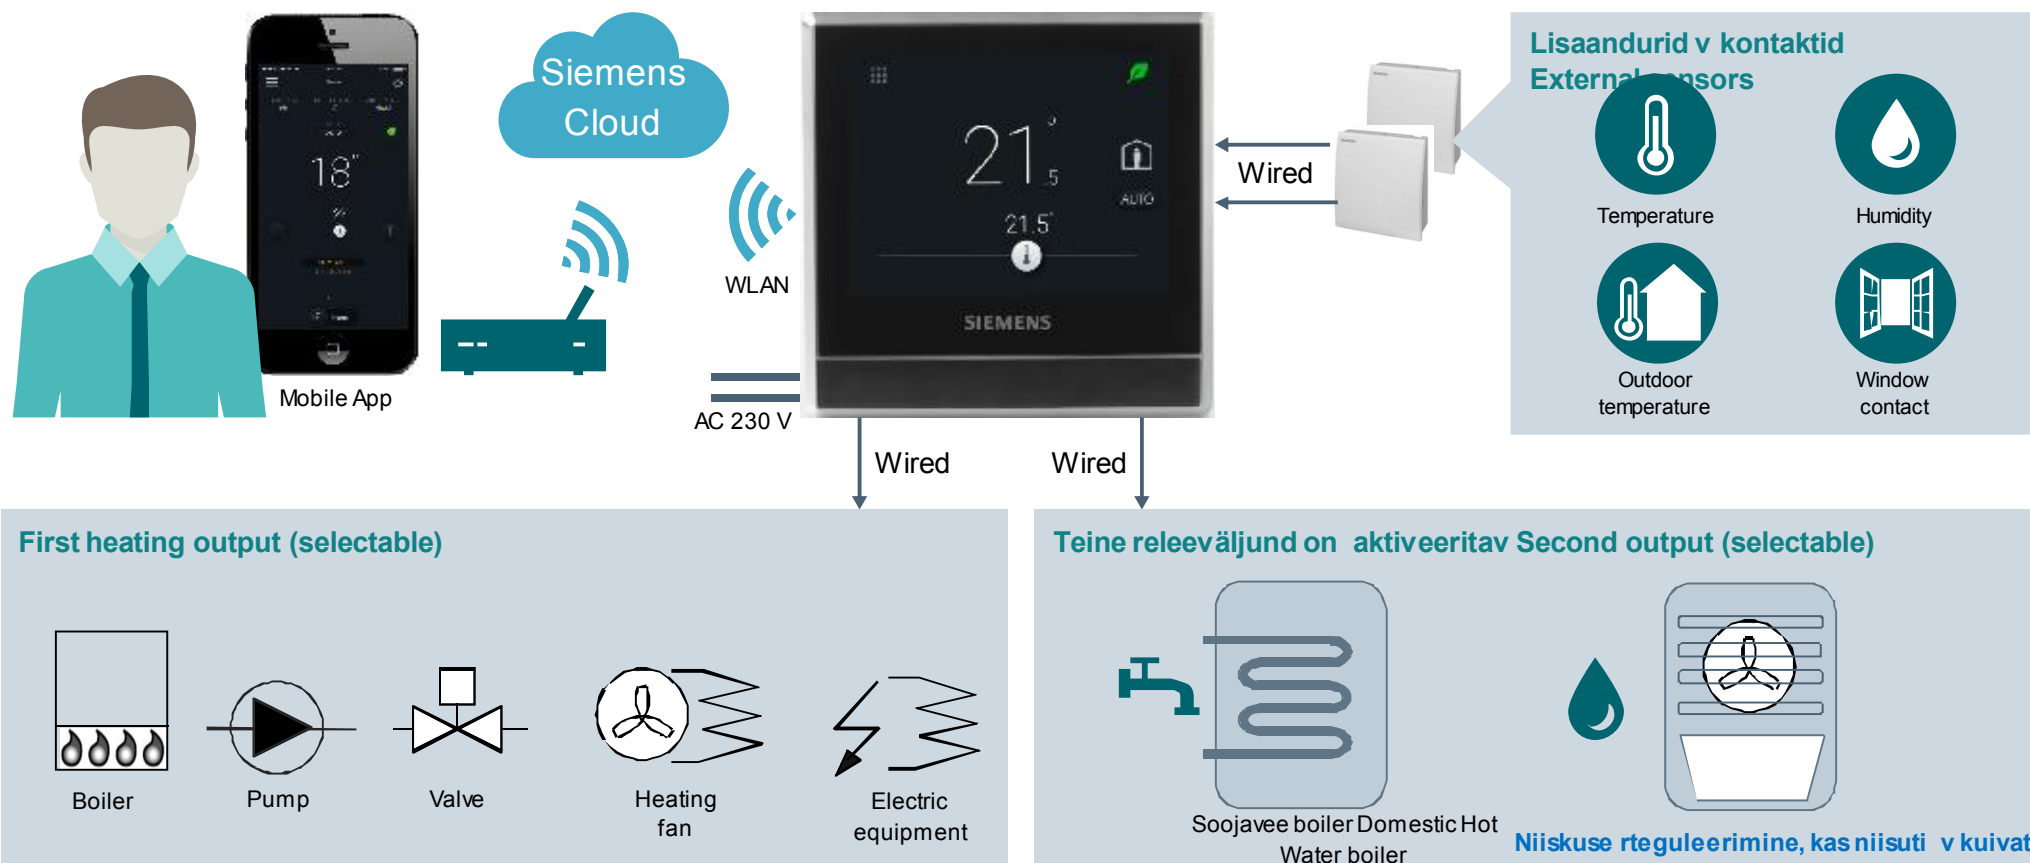 Siemens
Cloud
Lisaandurid v kontaktid
External sensors
21.5
AUTO
21.5°
18°
Wired
Temperature
Humidity
WLAN
SIEMENS
Outdoor
temperature
Window
contact
Mobile App
AC 230 V
Wired
Wired
First heating output (selectable)
Teine releeväljund on aktiveeritav Second output (selectable)
Boiler
Pump
Valve
Heating
fan
Electric
equipment
Soojavee boiler Domestic Hot
Water boiler
Niiskuse rteguleerimine, kas niisuti v kuivat